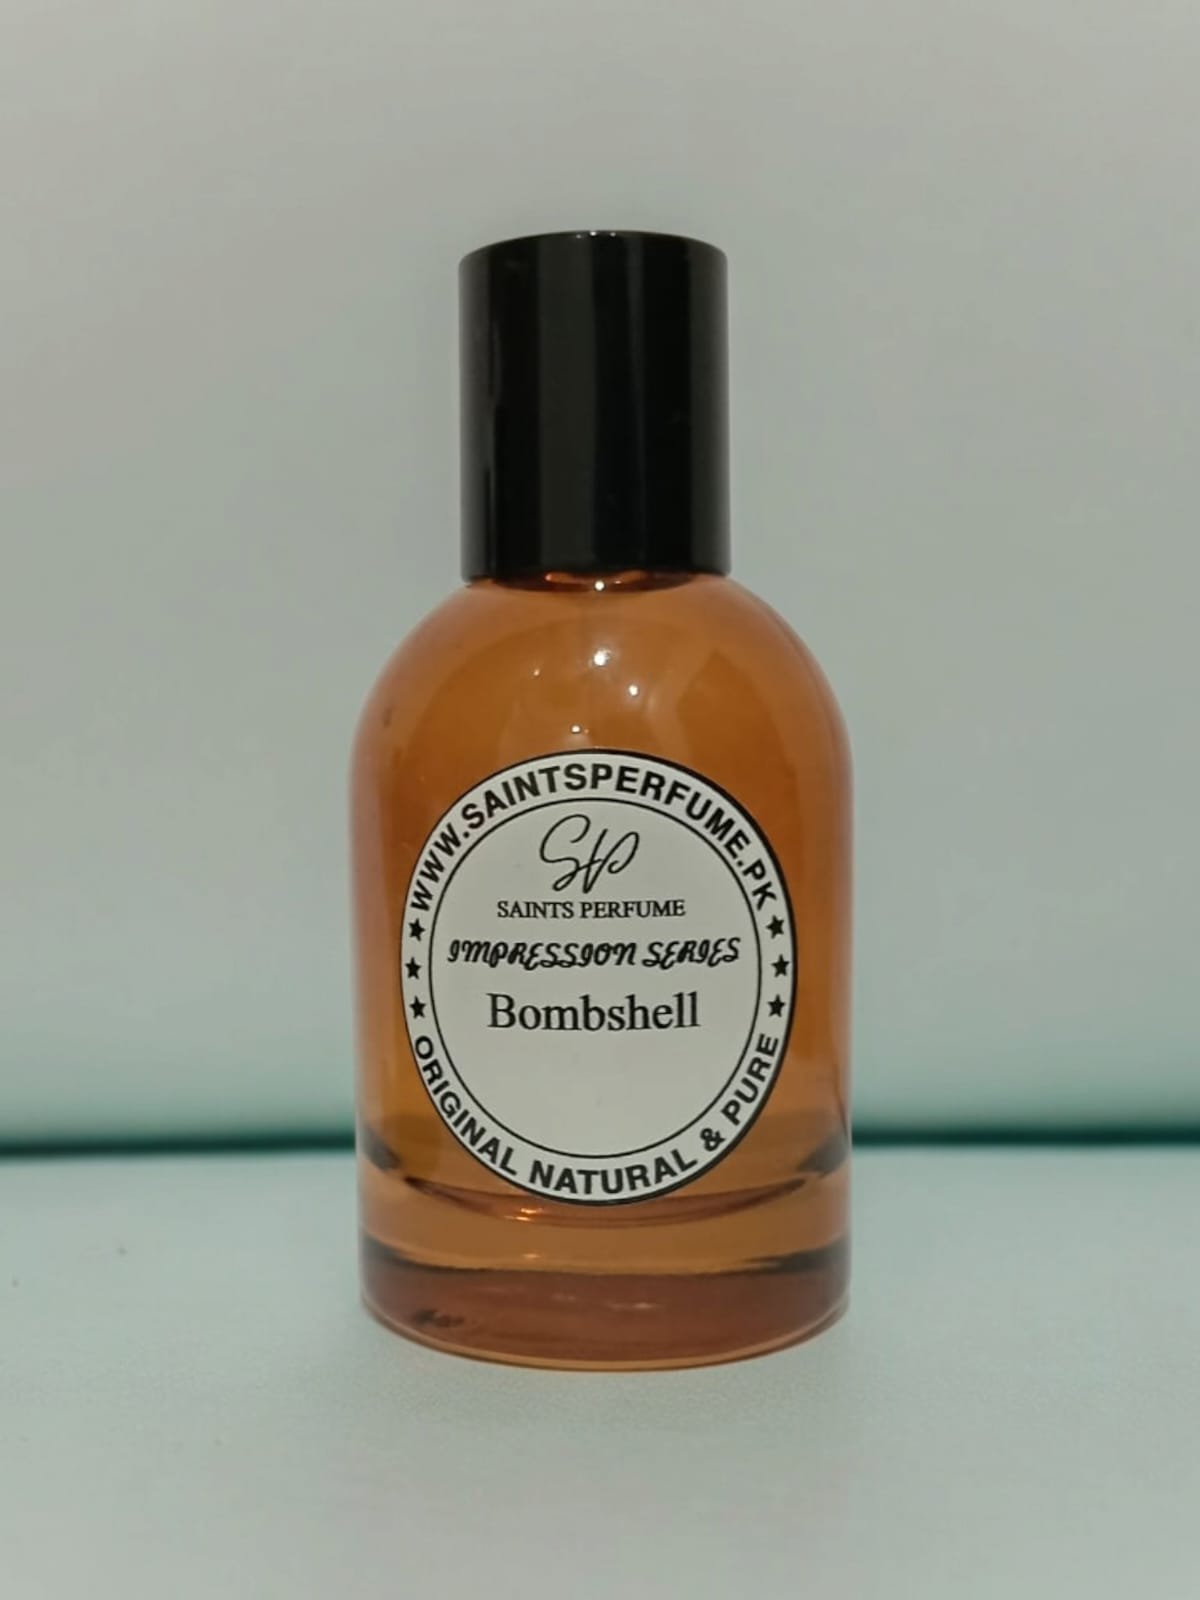 WWW.SAINTSPERFUME.PK
SP
SAINTS PERFUME
IMPRESSION SERIES
Bombshell
ORIGINAL NATURAL & PURE